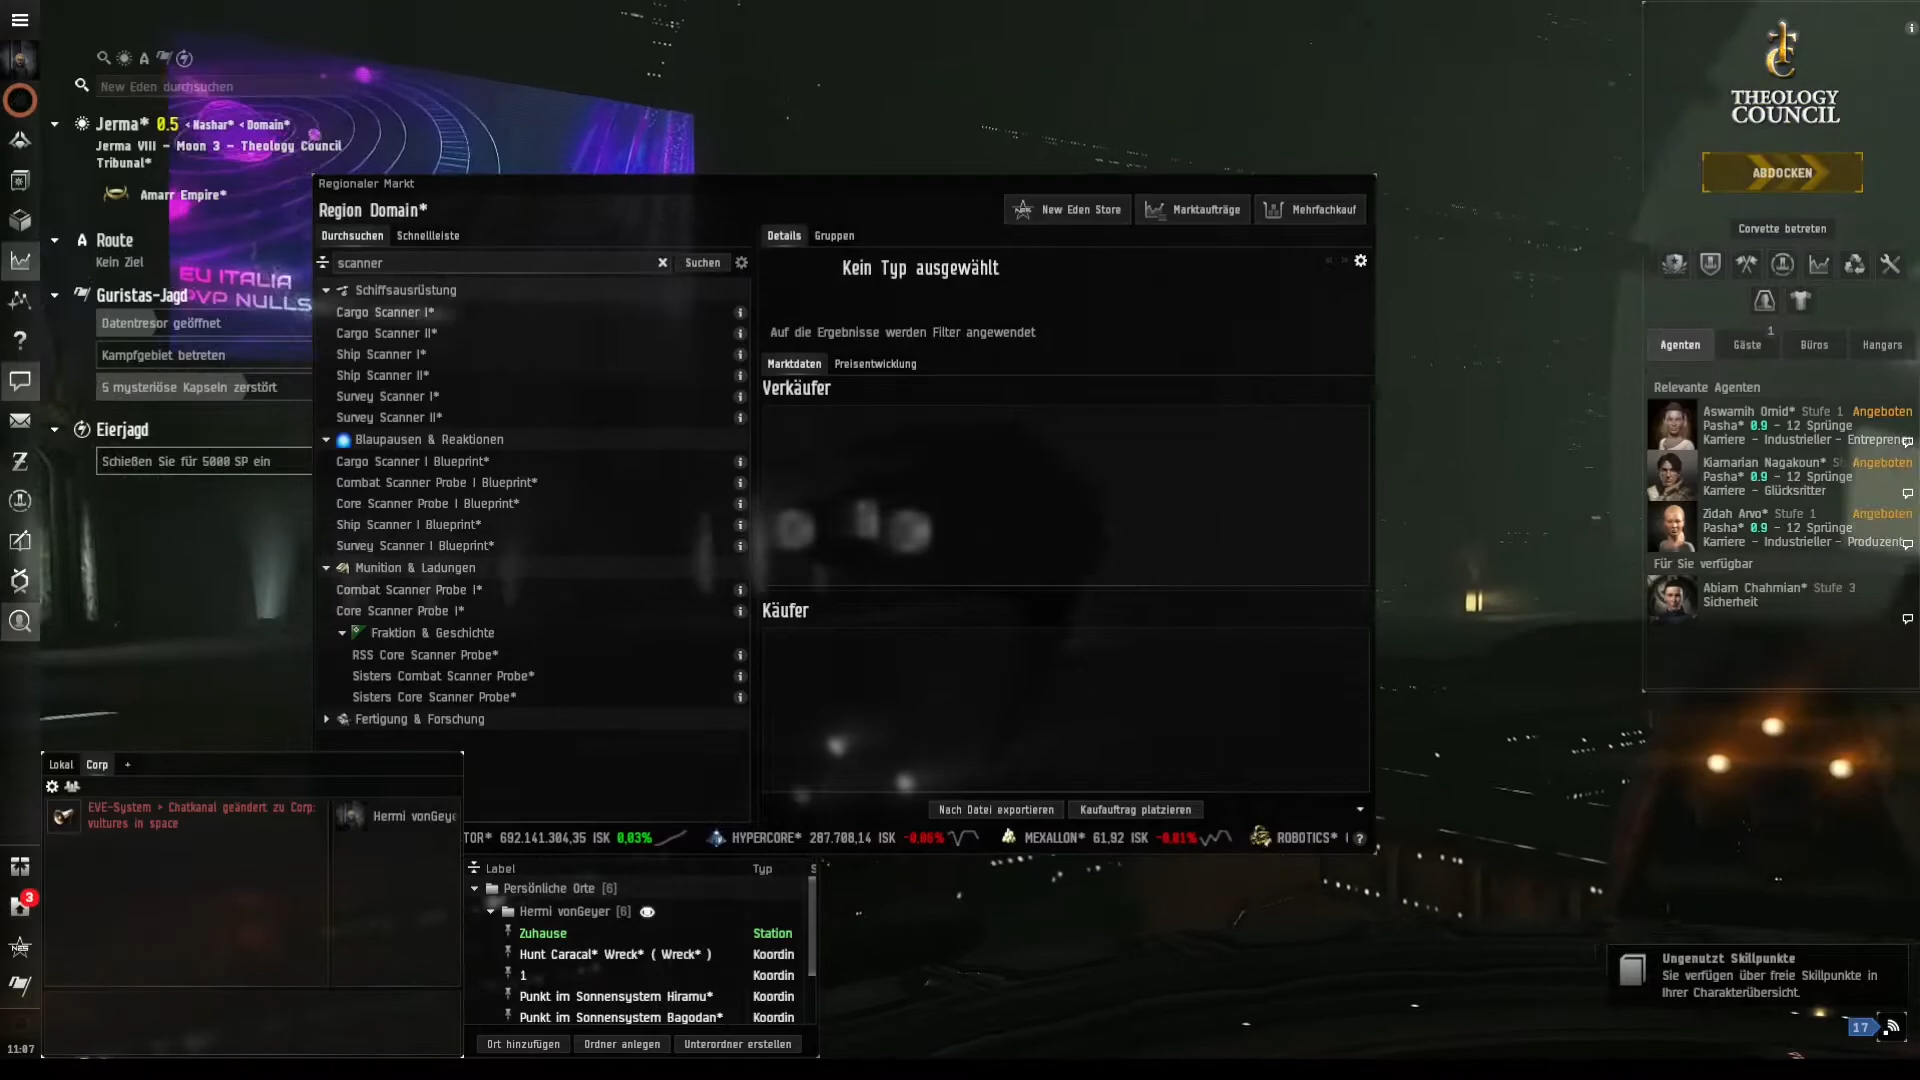 New Eden durchsuchen
Jerma* 0.5 < Nashar* < Domain*
Jerma VIII - Moon 3 - Theology Council
Tribunal*
Amarr Empire*
Route
Kein Ziel
Guristas-Jagd
Datentresor geöffnet
Kampfgebiet betreten
5 mysteriöse Kapseln zerstört
Eierjagd
Schießen Sie für 5000 SP ein
EU ITALIA
PVP NULLS
Regionaler Markt
Region Domain*
New Eden Store
Marktaufträge
Mehrfachkauf
Durchsuchen
Schnellleiste
scanner
Suchen
Schiffsausrüstung
Cargo Scanner I*
Cargo Scanner II*
Ship Scanner I*
Ship Scanner II*
Survey Scanner I*
Survey Scanner II*
Blaupausen & Reaktionen
Cargo Scanner I Blueprint*
Combat Scanner Probe I Blueprint*
Core Scanner Probe I Blueprint*
Ship Scanner I Blueprint*
Survey Scanner I Blueprint*
Munition & Ladungen
Combat Scanner Probe I*
Core Scanner Probe I*
Fraktion & Geschichte
RSS Core Scanner Probe*
Sisters Combat Scanner Probe*
Sisters Core Scanner Probe*
Fertigung & Forschung
Details
Gruppen
Kein Typ ausgewählt
Auf die Ergebnisse werden Filter angewendet
Marktdaten
Preisentwicklung
Verkäufer
Käufer
Nach Datei exportieren
Kaufauftrag platzieren
TOR* 692.141.304,35 ISK 0,03%
HYPERCORE* 287.708,14 ISK -0.06%
MEXALLON* 61,92 ISK -0.01%
ROBOTICS*
Lokal
Corp
+
EVE-System > Chatkanal geändert zu Corp:
vultures in space
Hermi vonGeye
Label
Typ
S
Persönliche Orte [6]
Hermi vonGeyer [6]
Zuhause Station
Hunt Caracal* Wreck* ( Wreck* ) Koordin
1 Koordin
Punkt im Sonnensystem Hiramu* Koordin
Punkt im Sonnensystem Bagodan* Koordin
Ort hinzufügen
Ordner anlegen
Unterordner erstellen
3
11:07
THEOLOGY
COUNCIL
ABDOCKEN
Corvette betreten
1
Agenten
Gäste
Büros
Hangars
Relevante Agenten
Aswamih Omid* Stufe 1 Angeboten
Pasha* 0.9 - 12 Sprünge
Karriere - Industrieller - Entrepren
Kiamarian Nagakoun* St Angeboten
Pasha* 0.9 - 12 Sprünge
Karriere - Glücksritter
Zidah Arvo* Stufe 1 Angeboten
Pasha* 0.9 - 12 Sprünge
Karriere - Industrieller - Produzent
Für Sie verfügbar
Abiam Chahmian* Stufe 3
Sicherheit
Ungenutzt Skillpunkte
Sie verfügen über freie Skillpunkte in
Ihrer Charakterübersicht.
17